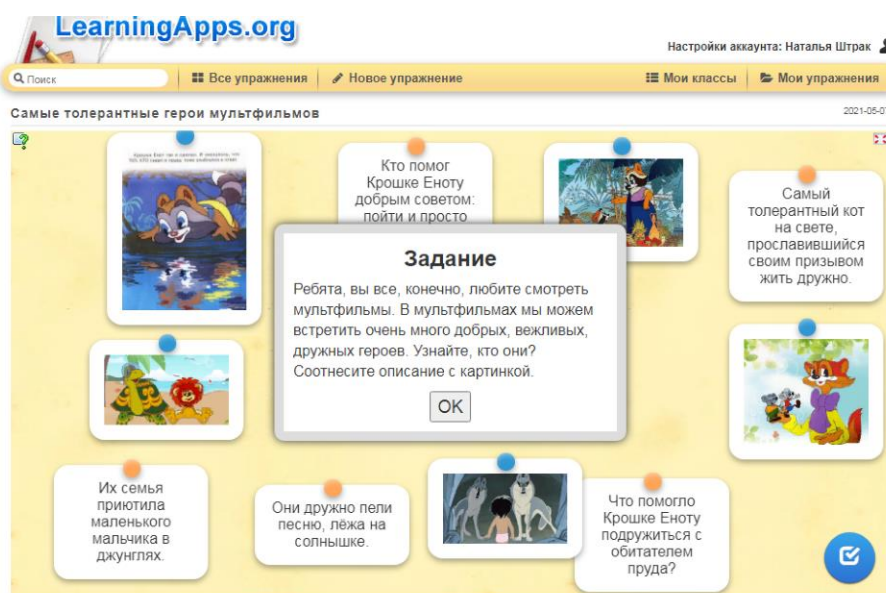 LearningApps.org
Настройки аккаунта: Наталья Штрак
Поиск
Все упражнения
Новое упражнение
Мои классы
Мои упражнения
Самые толерантные герои мультфильмов
Кто помог
Крошке Еноту
добрым советом:
пойти и просто
Самый
толерантный кот
на свете,
прославившийся
своим призывом
жить дружно.
Задание
Ребята, вы все, конечно, любите смотреть
мультфильмы. В мультфильмах мы можем
встретить очень много добрых, вежливых,
дружных героев. Узнайте, кто они?
Соотнесите описание с картинкой.
OK
Их семья
приютила
маленького
мальчика в
джунглях.
Они дружно пели
песню, лёжа на
солнышке.
Что помогло
Крошке Еноту
подружиться с
обитателем
пруда?